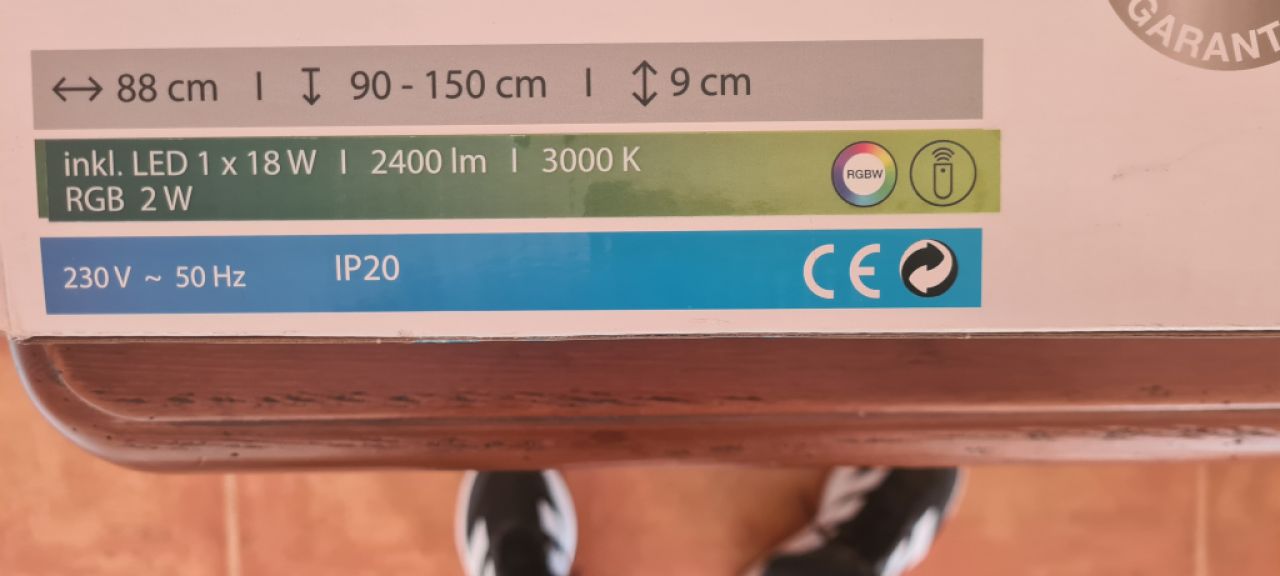 GARANT
88 cm I 90 - 150 cm I 9 cm
inkl. LED 1 x 18 W I 2400 lm I 3000 K
RGB 2 W
RGBW
230 V ~ 50 Hz IP20 CE